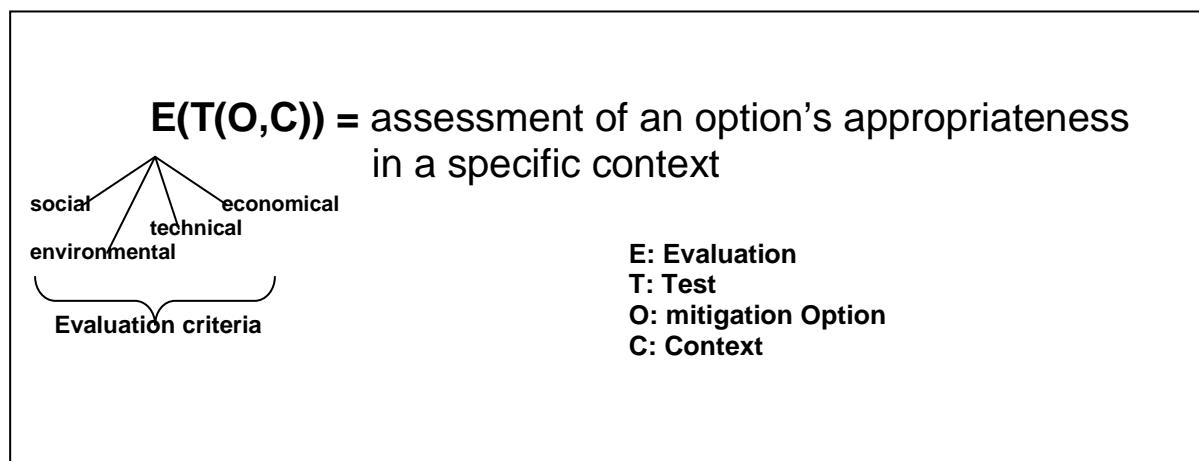 E(T(O,C)) = assessment of an option's appropriateness
in a specific context
social
economical
technical
environmental
Evaluation criteria
E: Evaluation
T: Test
O: mitigation Option
C: Context